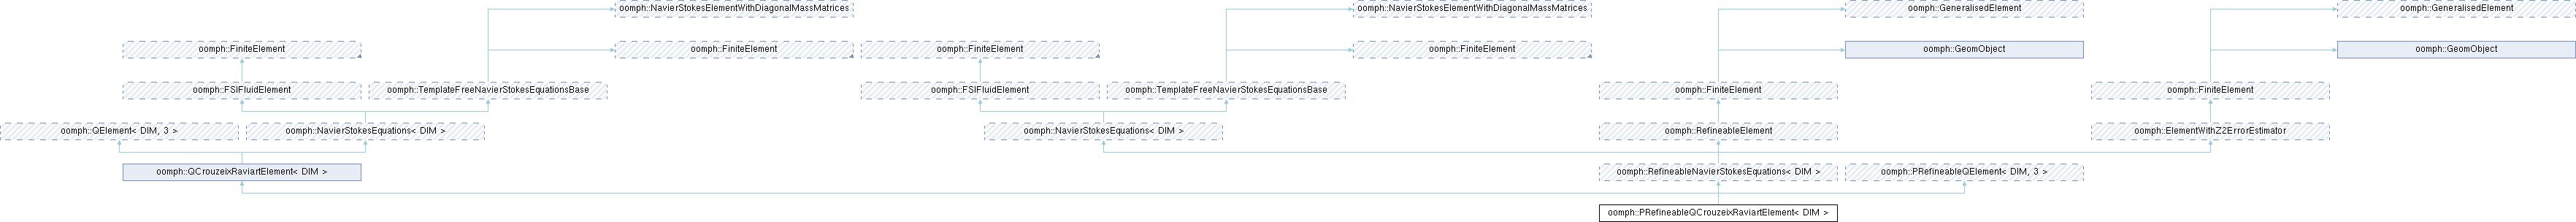 oomph::NavierStokesElementWithDiagonalMassMatrices oomph::NavierStokesElementWithDiagonalMassMatrices oomph::GeneralisedElement oomph::GeneralisedElement
oomph::FiniteElement oomph::FiniteElement oomph::FiniteElement oomph::FiniteElement oomph::GeomObject oomph::GeomObject
oomph::FSIFluidElement oomph::TemplateFreeNavierStokesEquationsBase oomph::FSIFluidElement oomph::TemplateFreeNavierStokesEquationsBase oomph::FiniteElement oomph::FiniteElement
oomph::QElement< DIM, 3 > oomph::NavierStokesEquations< DIM > oomph::NavierStokesEquations< DIM > oomph::RefineableElement oomph::ElementWithZ2ErrorEstimator
oomph::QCrouzeixRaviartElement< DIM > oomph::RefineableNavierStokesEquations< DIM > oomph::PRefineableQElement< DIM, 3 >
oomph::PRefineableQCrouzeixRaviartElement< DIM >